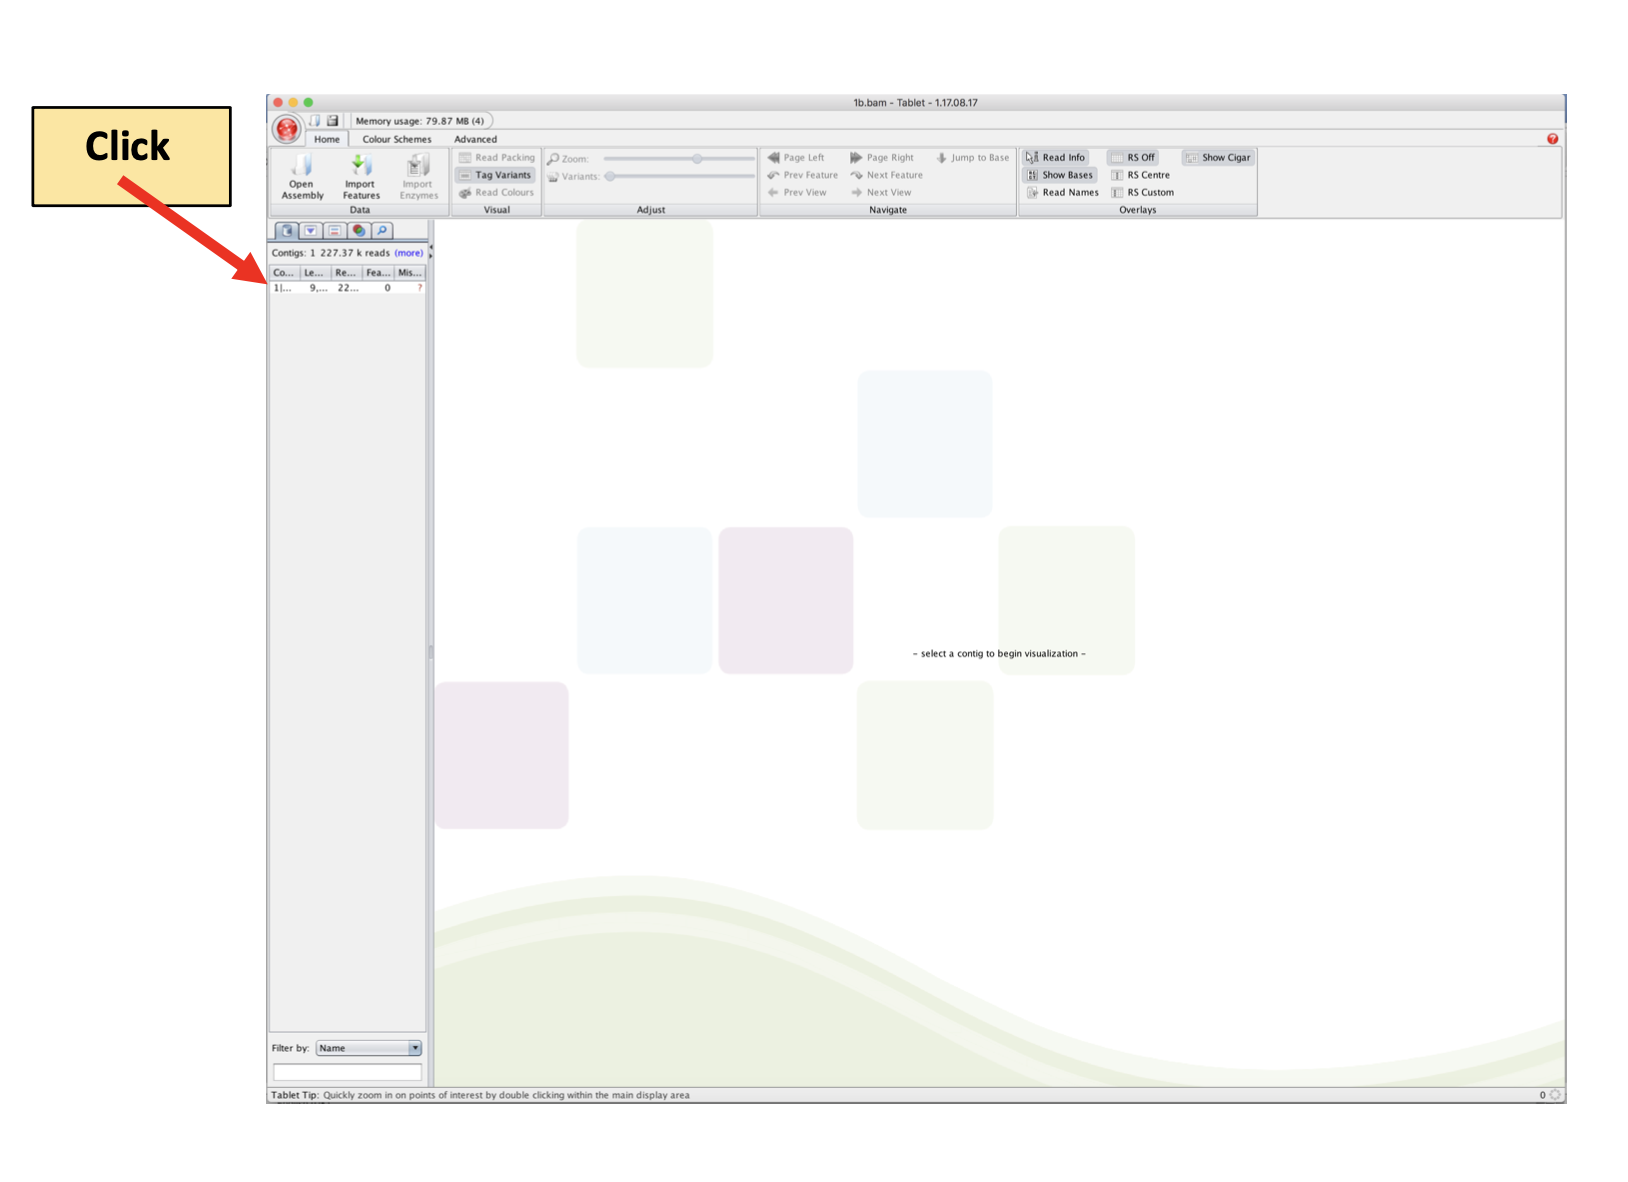 Click
1b.bam - Tablet - 1.17.08.17
Memory usage: 79.87 MB (4)
Home Colour Schemes Advanced
Open Assembly
Import Features
Import Enzymes
Data
Read Packing
Tag Variants
Read Colours
Visual
Zoom:
Variants:
Adjust
Page Left Page Right Jump to Base
Prev Feature Next Feature
Prev View Next View
Navigate
Read Info RS Off Show Cigar
Show Bases RS Centre
Read Names RS Custom
Overlays
Contigs: 1 227.37 k reads (more)
Co... Le... Re... Fea... Mis...
1|... 9,... 22... 0 ?
- select a contig to begin visualization -
Filter by: Name
Tablet Tip: Quickly zoom in on points of interest by double clicking within the main display area
0